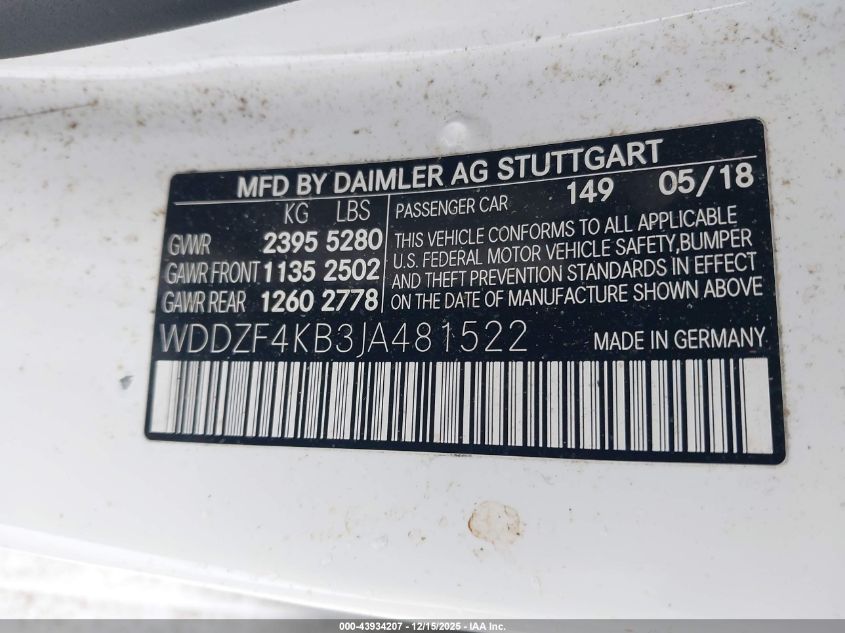 MFD BY DAIMLER AG STUTTGART
149 05/18
KG LBS
GVWR 2395 5280
GAWR FRONT 1135 2502
GAWR REAR 1260 2778
PASSENGER CAR
THIS VEHICLE CONFORMS TO ALL APPLICABLE
U.S. FEDERAL MOTOR VEHICLE SAFETY,BUMPER
AND THEFT PREVENTION STANDARDS IN EFFECT
ON THE DATE OF MANUFACTURE SHOWN ABOVE
WDDZF4KB3JA481522
MADE IN GERMANY
000-43934207 - 12/15/2025 - IAA Inc.